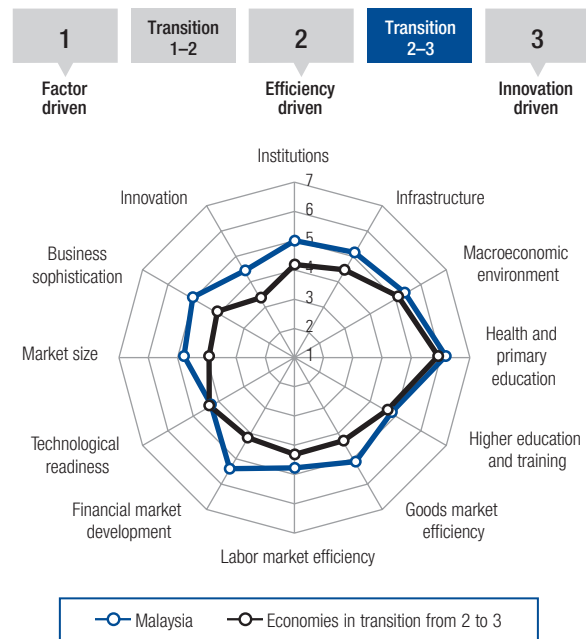 1
Transition
1–2
2
Transition
2–3
3
Factor
driven
Efficiency
driven
Innovation
driven
Institutions
7
Innovation
Infrastructure
6
Business
sophistication
5
Macroeconomic
environment
4
3
Market size
2
Health and
primary
education
1
Technological
readiness
Higher education
and training
Financial market
development
Goods market
efficiency
Labor market efficiency
Malaysia
Economies in transition from 2 to 3